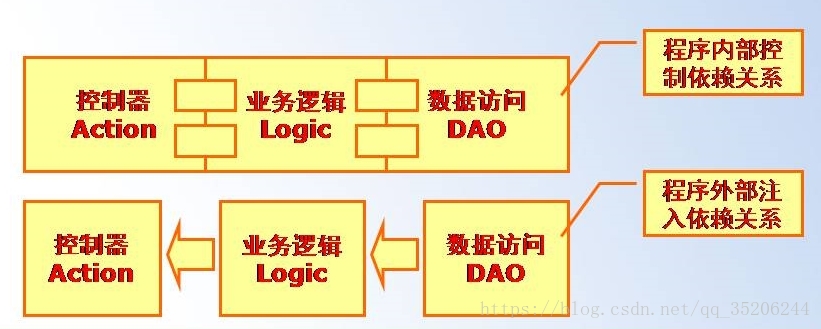 控制器
Action
业务逻辑
Logic
数据访问
DAO
程序内部控
制依赖关系
控制器
Action
业务逻辑
Logic
数据访问
DAO
程序外部注
入依赖关系
https://blog.csdn.net/qq_35206244